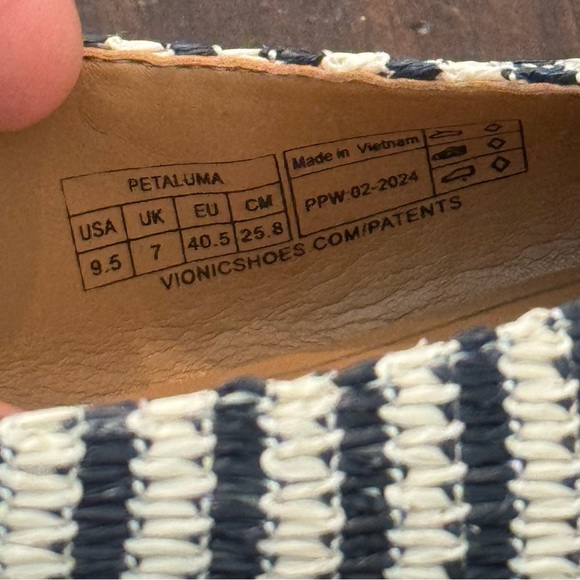 PETALUMA
USA UK EU CM
9.5 7 40.5 25.8
Made in Vietnam
PPW 02-2024
VIONICSHOES.COM/PATENTS